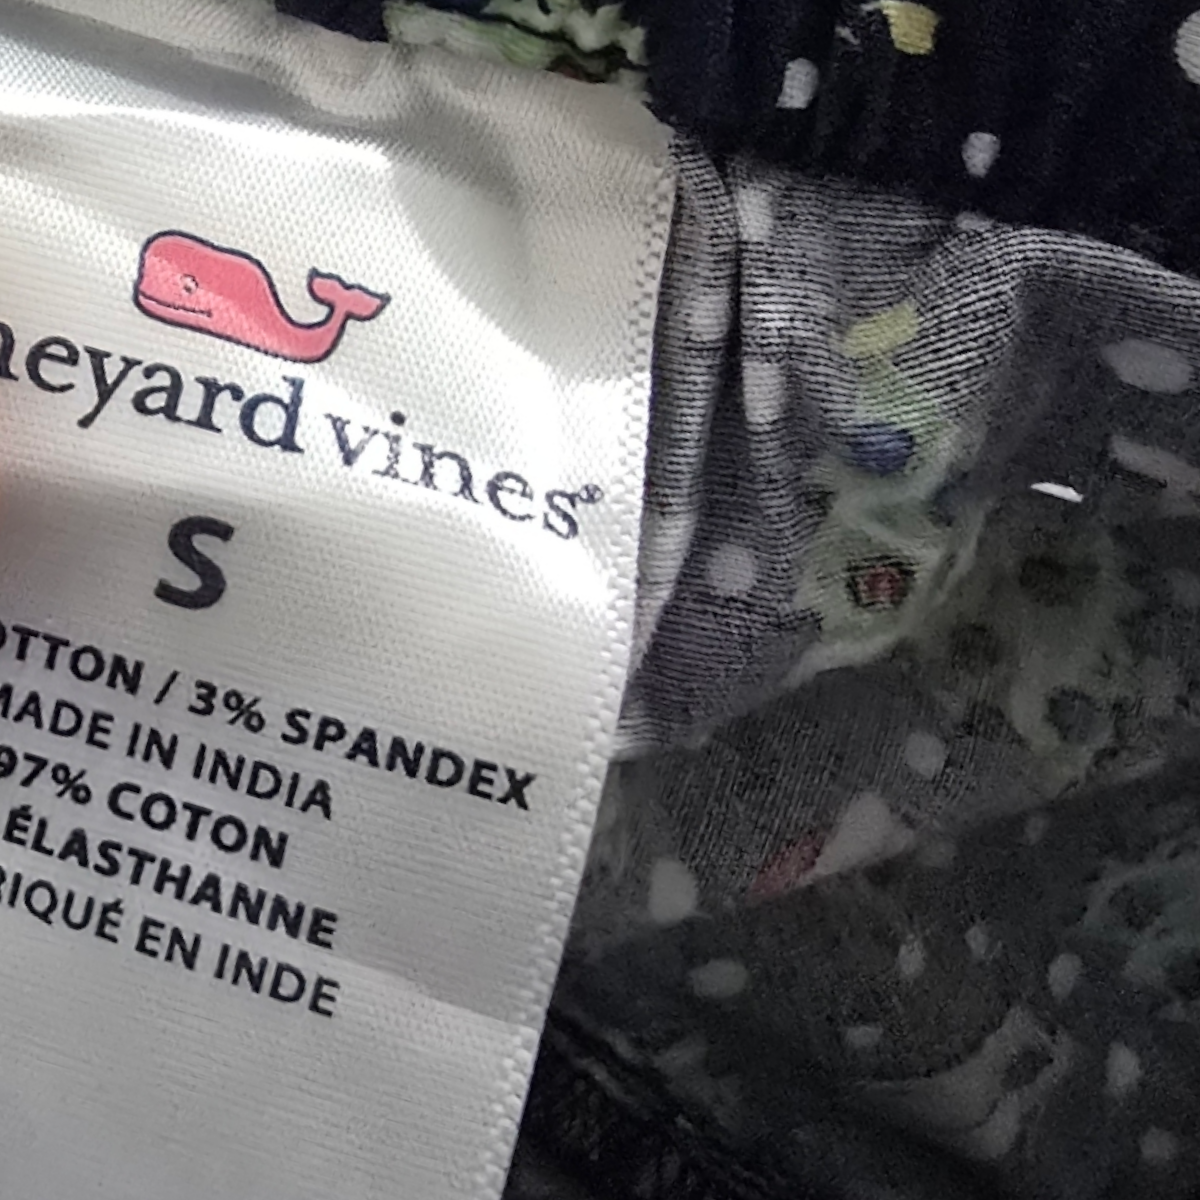 neyard vines®
S
OTTON / 3% SPANDEX
MADE IN INDIA
97% COTON
ÉLASTHANNE
RIQUÉ EN INDE